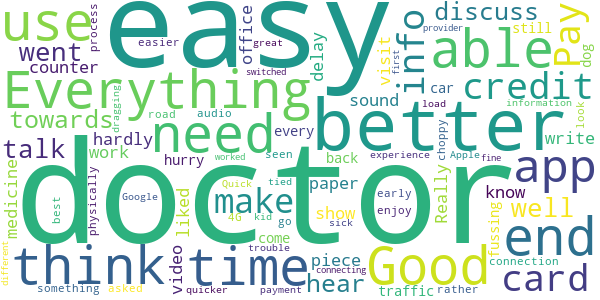 use
easy
able
info
discuss
Pay
process
went
office
delay
easier
great
switched
visit
still
provider
first
dog
counter
Everything
credit
car
load
information
dragging
towards
road
audio
need
better
sound
look
talk
hardly
work
hurry
every
seen
back
Really
choppy
write
experience
Apple
fine
app
doctor
medicine
physically
liked
Quick
worked
tied
make
paper
early
know
best
Google
4G
kid
go
show
enjoy
sick
fussing
well
end
think
video
time
come
trouble
piece
hear
Good
connection
card
different
something
asked
quicker
connecting
payment
traffic
rather